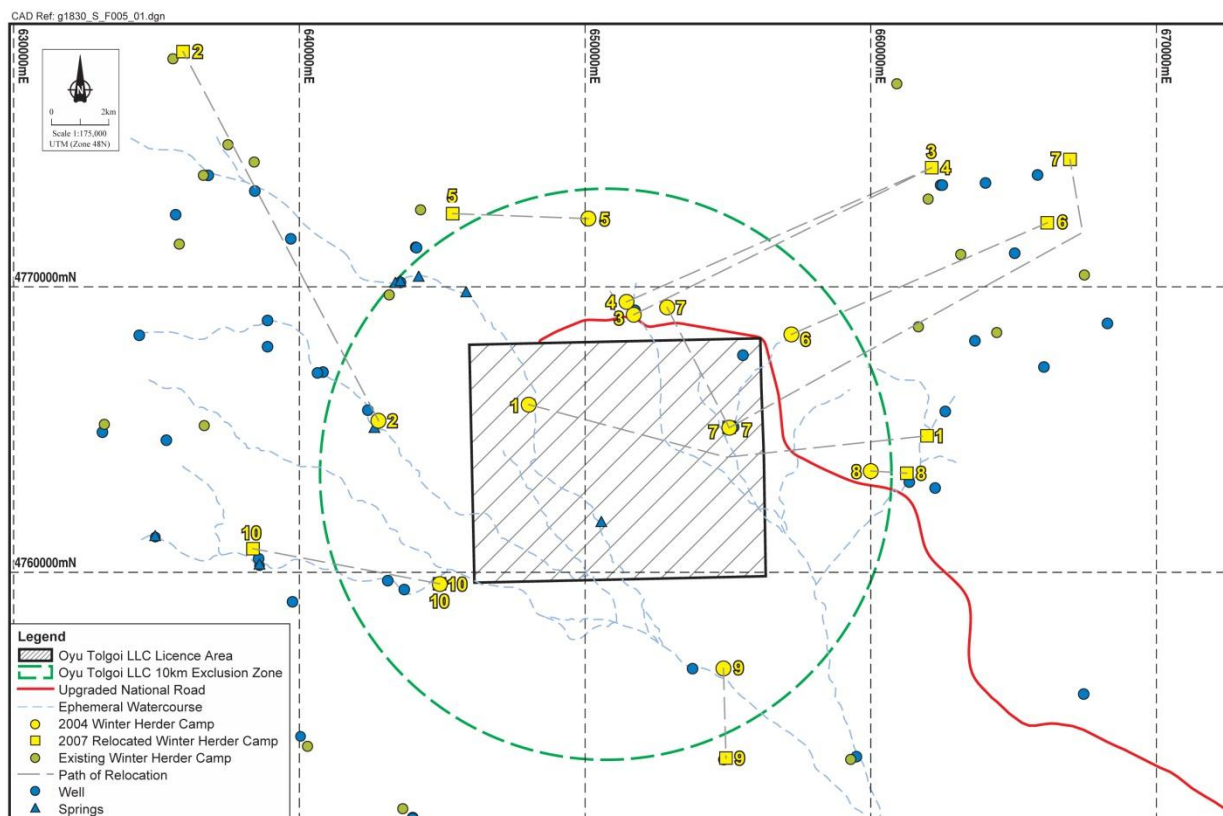 CAD Ref: g1830_S_F005_01.dgn
630000mE
640000mE
650000mE
660000mE
670000mE
N
0 2km
Scale 1:175,000
UTM (Zone 48N)
2
3
4
7
5
5
6
4770000mN
4
3
7
6
1
2
7 7
1
8
8
10
4760000mN
10
10
9
9
Legend
Oyu Tolgoi LLC Licence Area
Oyu Tolgoi LLC 10km Exclusion Zone
Upgraded National Road
Ephemeral Watercourse
2004 Winter Herder Camp
2007 Relocated Winter Herder Camp
Existing Winter Herder Camp
Path of Relocation
Well
Springs